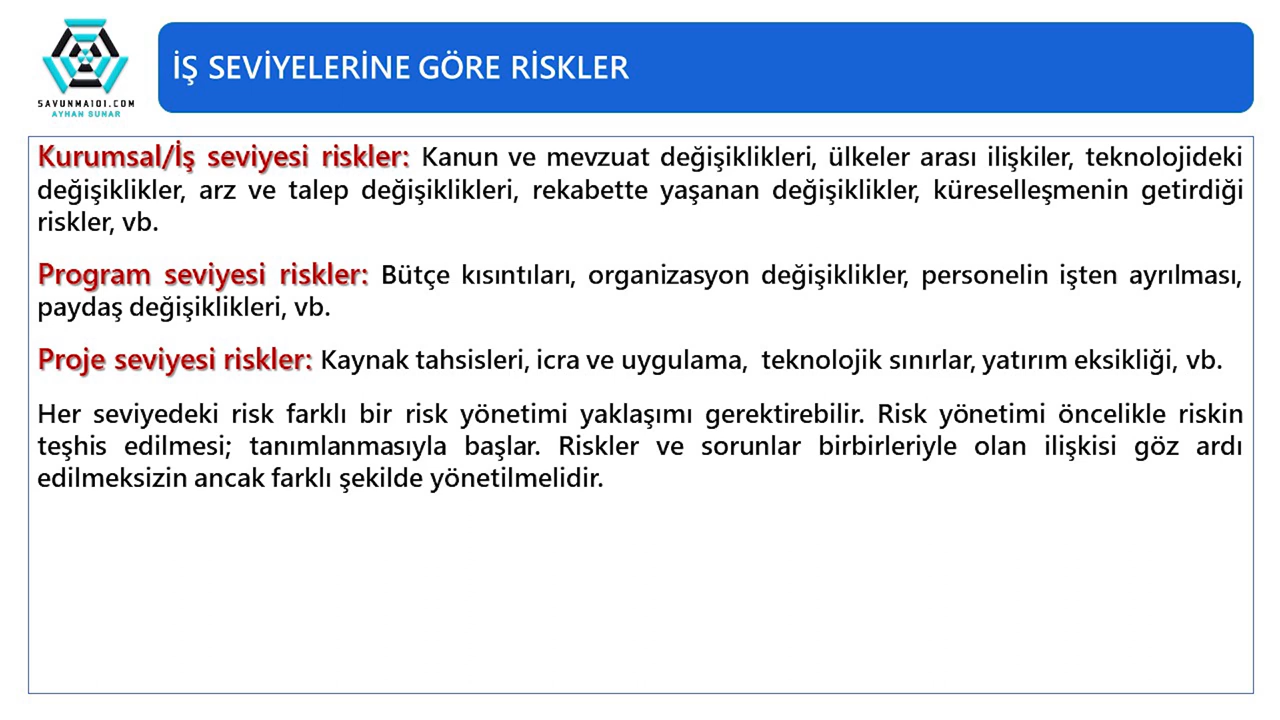 SAVUNMA101.COM
AYHAN SUNAR
İŞ SEVİYELERİNE GÖRE RİSKLER
Kurumsal/İş seviyesi riskler: Kanun ve mevzuat değişiklikleri, ülkeler arası ilişkiler, teknolojideki
değişiklikler, arz ve talep değişiklikleri, rekabette yaşanan değişiklikler, küreselleşmenin getirdiği
riskler, vb.
Program seviyesi riskler: Bütçe kısıntıları, organizasyon değişiklikler, personelin işten ayrılması,
paydaş değişiklikleri, vb.
Proje seviyesi riskler: Kaynak tahsisleri, icra ve uygulama, teknolojik sınırlar, yatırım eksikliği, vb.
Her seviyedeki risk farklı bir risk yönetimi yaklaşımı gerektirebilir. Risk yönetimi öncelikle riskin
teşhis edilmesi; tanımlanmasıyla başlar. Riskler ve sorunlar birbirleriyle olan ilişkisi göz ardı
edilmeksizin ancak farklı şekilde yönetilmelidir.